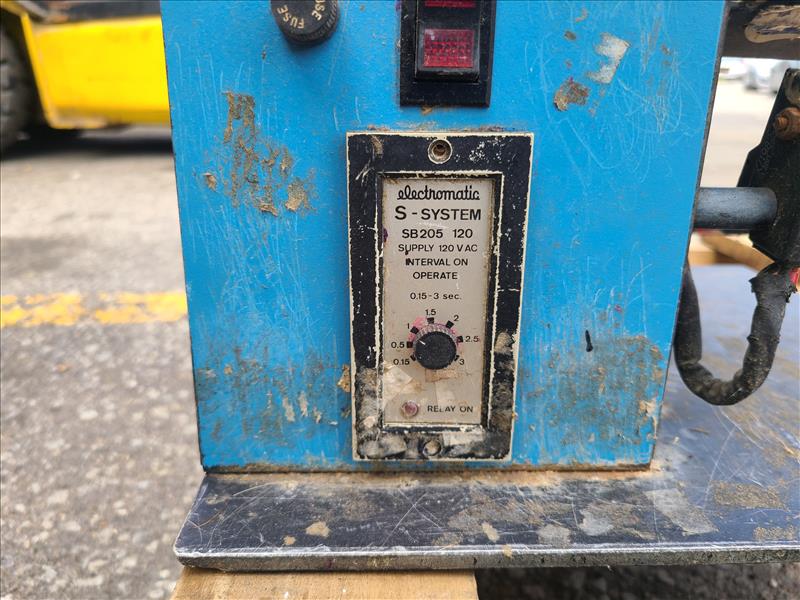 FUSE
FUSE
electromatic
S - SYSTEM
SB205 120
SUPPLY 120 V AC
INTERVAL ON
OPERATE
0.15 - 3 sec.
1.5
1 2
0.5 2.5
0.15 3
RELAY ON